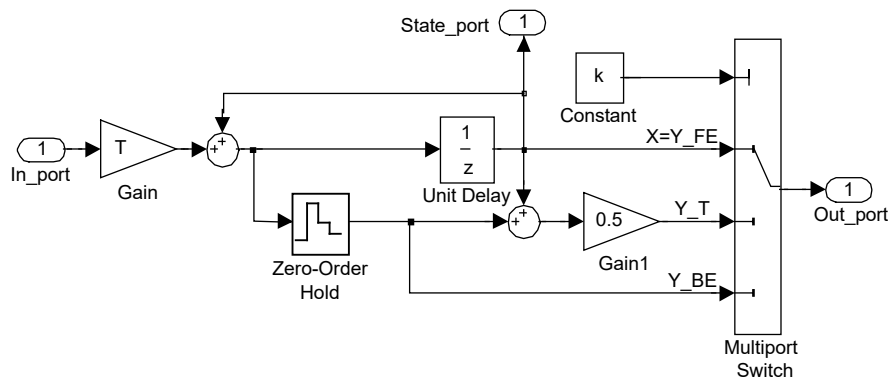 State_port
1
k
Constant
1
In_port
T
Gain
+
+
1
z
Unit Delay
X=Y_FE
1
Out_port
Zero-Order
Hold
+
+
0.5
Gain1
Y_T
Y_BE
Multiport
Switch